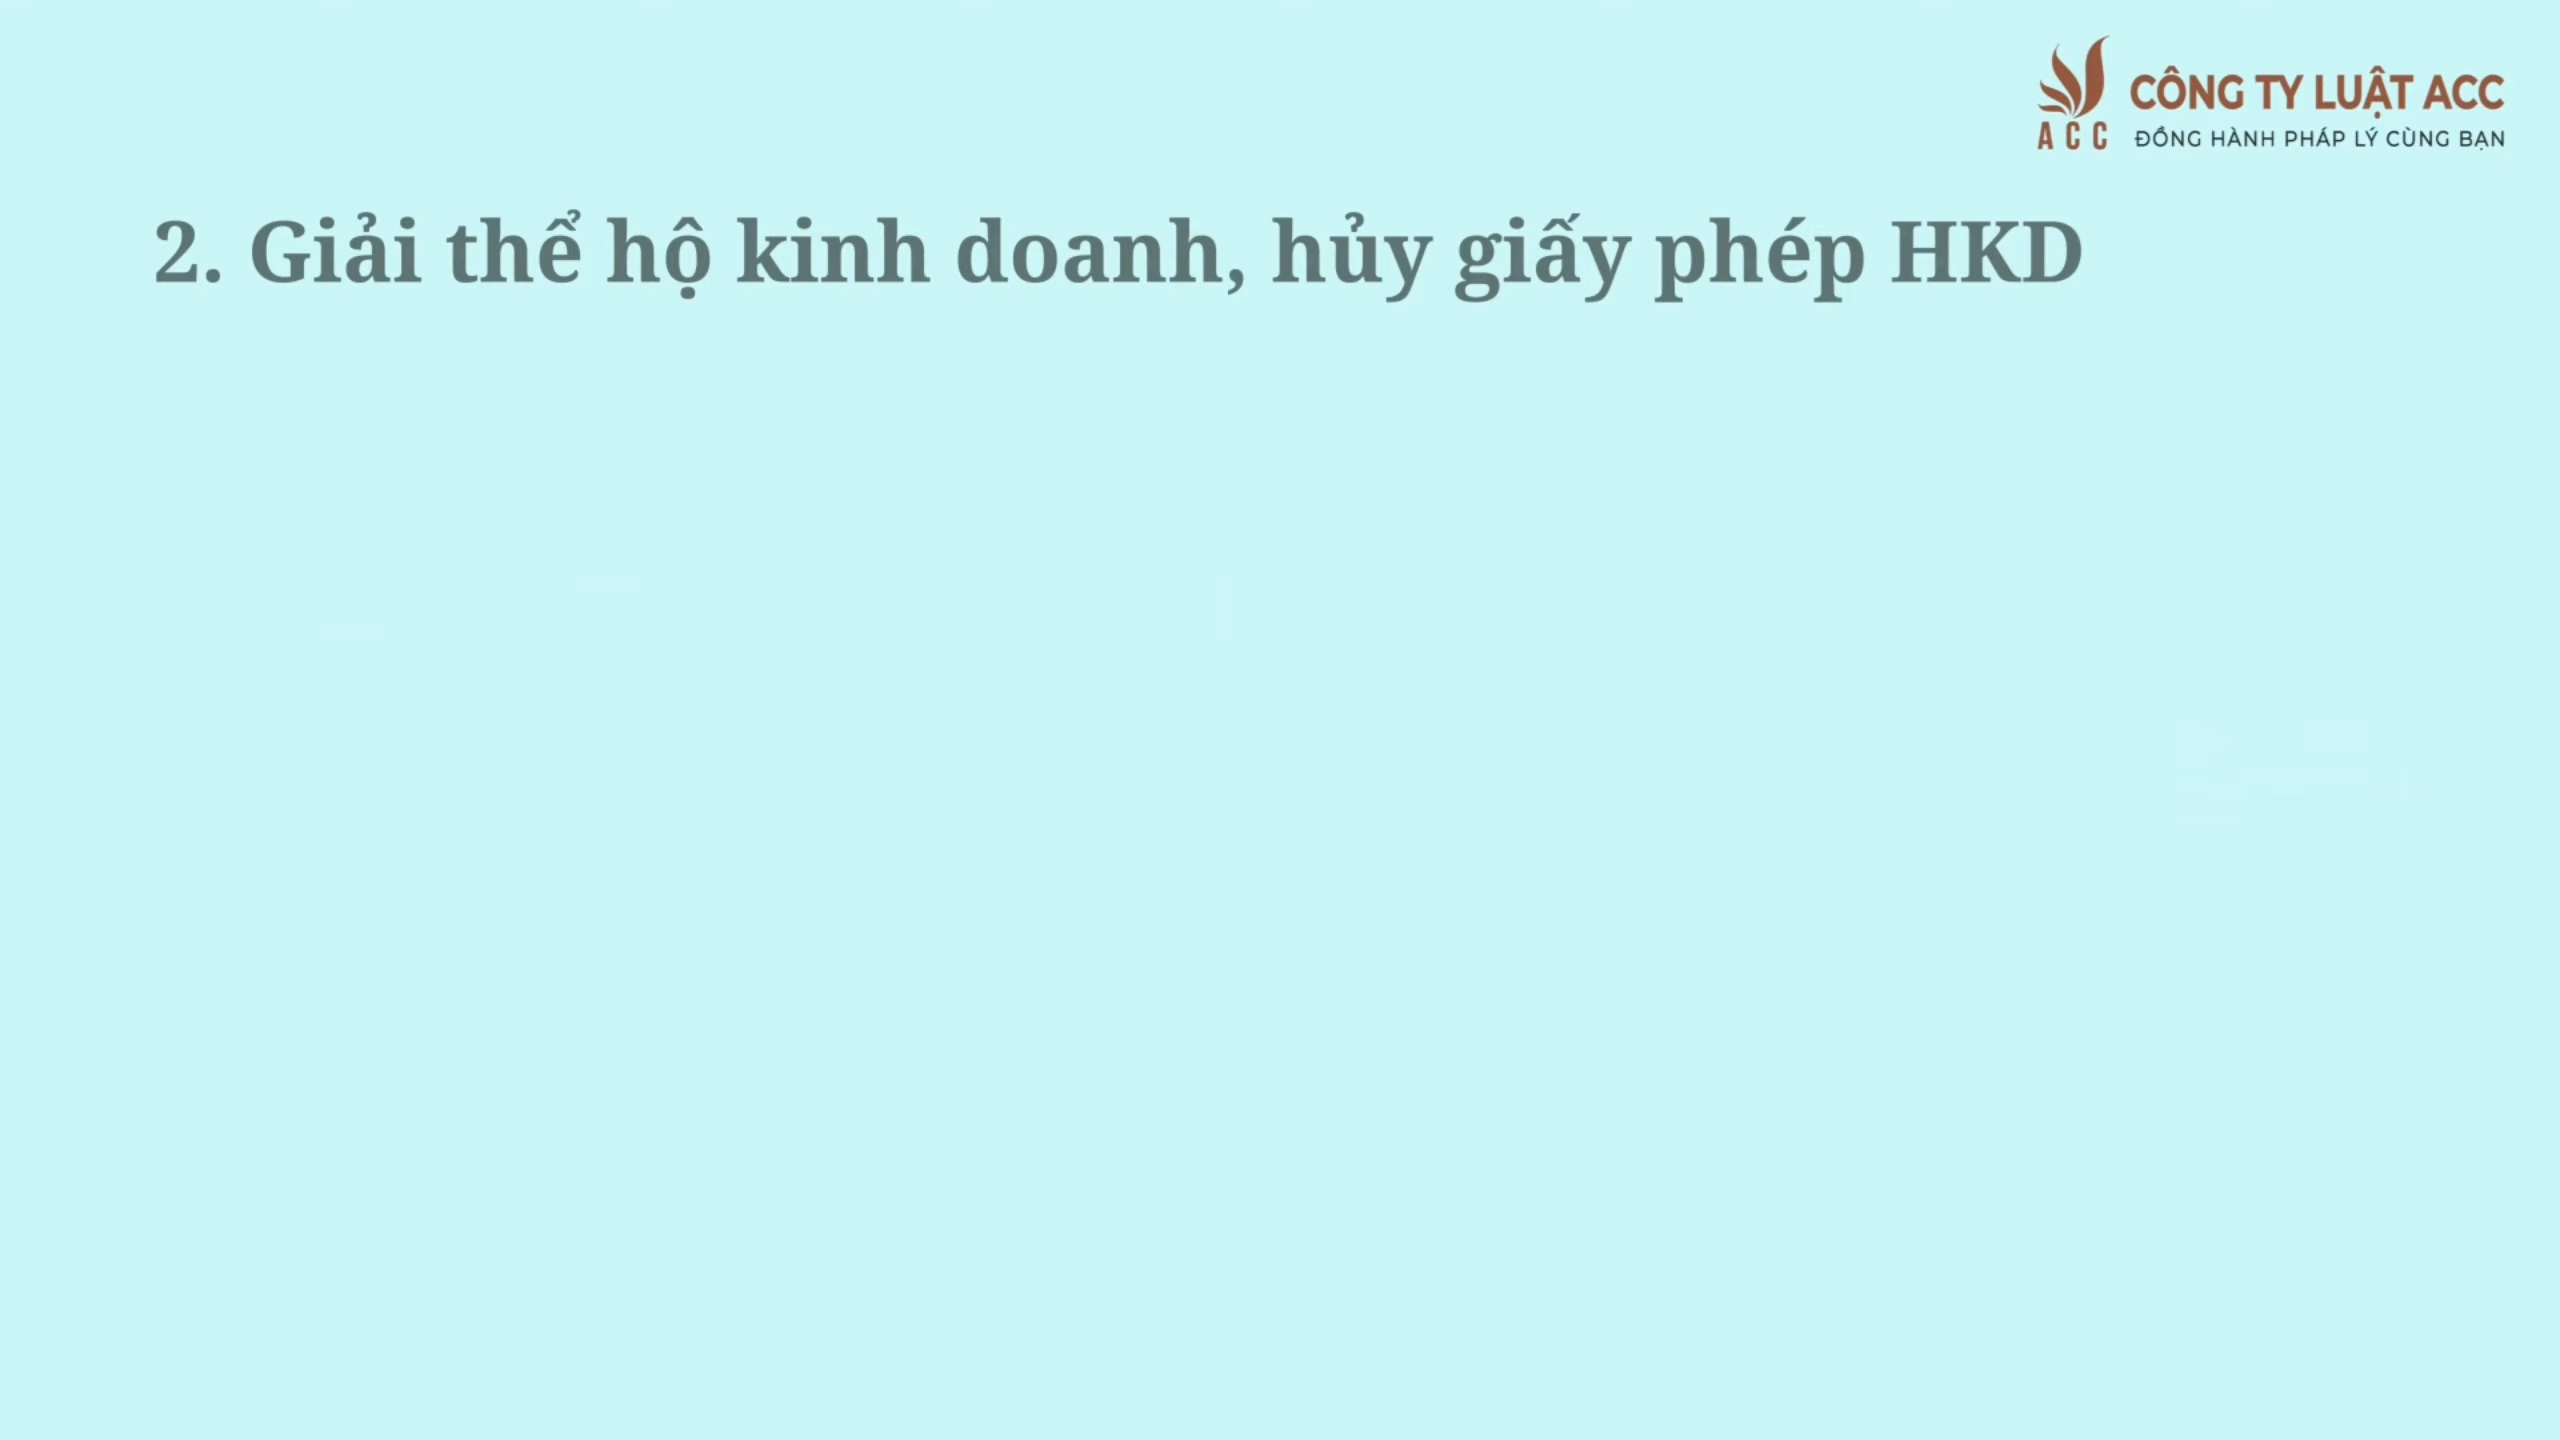 CÔNG TY LUẬT ACC
ACC
ĐỒNG HÀNH PHÁP LÝ CÙNG BẠN
2. Giải thể hộ kinh doanh, hủy giấy phép HKD